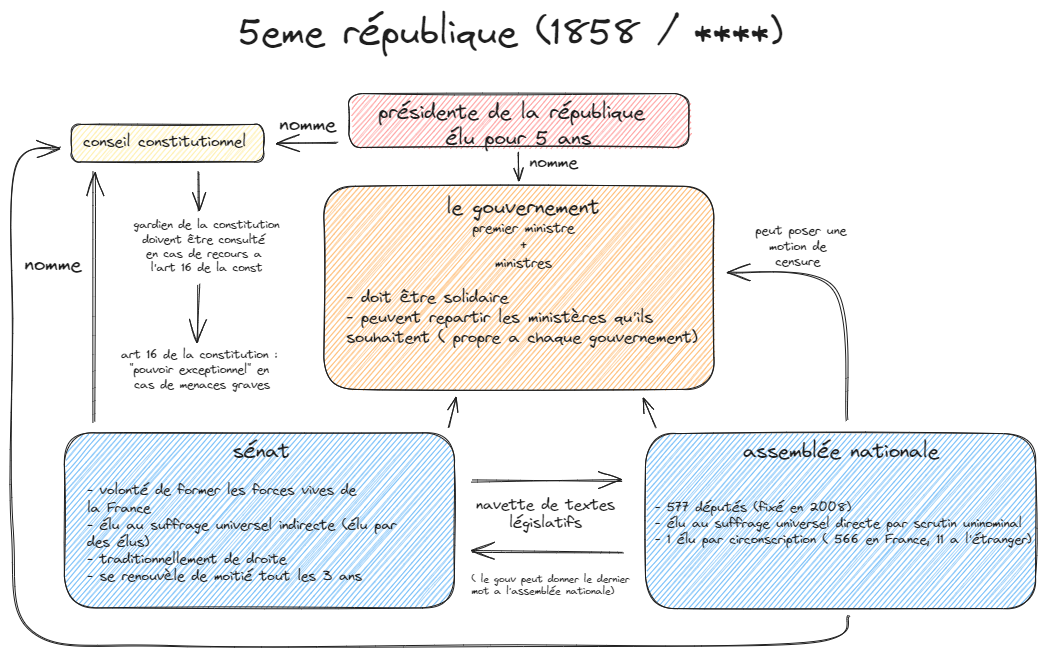 5eme république (1858 / ****)
présidente de la république
élu pour 5 ans
nomme
conseil constitutionnel
nomme
gardien de la constitution
doivent être consulté
en cas de recours a
l'art 16 de la const
art 16 de la constitution :
"pouvoir exceptionnel" en
cas de menaces graves
nomme
le gouvernement
premier ministre
+
ministres
- doit être solidaire
- peuvent repartir les ministères qu'ils
souhaitent ( propre a chaque gouvernement)
peut poser une
motion de
censure
sénat
- volonté de former les forces vives de
la France
- élu au suffrage universel indirecte (élu par
des élus)
- traditionnellement de droite
- se renouvèle de moitié tout les 3 ans
navette de textes
législatifs
( le gouv peut donner le dernier
mot a l'assemblée nationale)
assemblée nationale
- 577 députés (fixé en 2008)
- élu au suffrage universel directe par scrutin uninominal
- 1 élu par circonscription ( 566 en France, 11 a l'étranger)